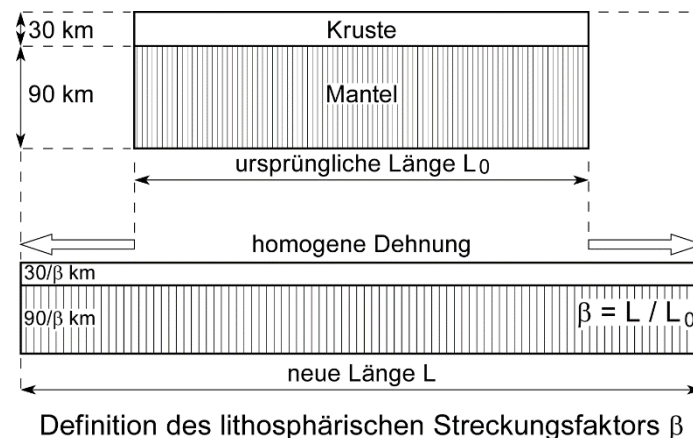 30 km
Kruste
90 km
Mantel
ursprüngliche Länge L₀
homogene Dehnung
30/β km
90/β km
β = L / L₀
neue Länge L
Definition des lithosphärischen Streckungsfaktors β